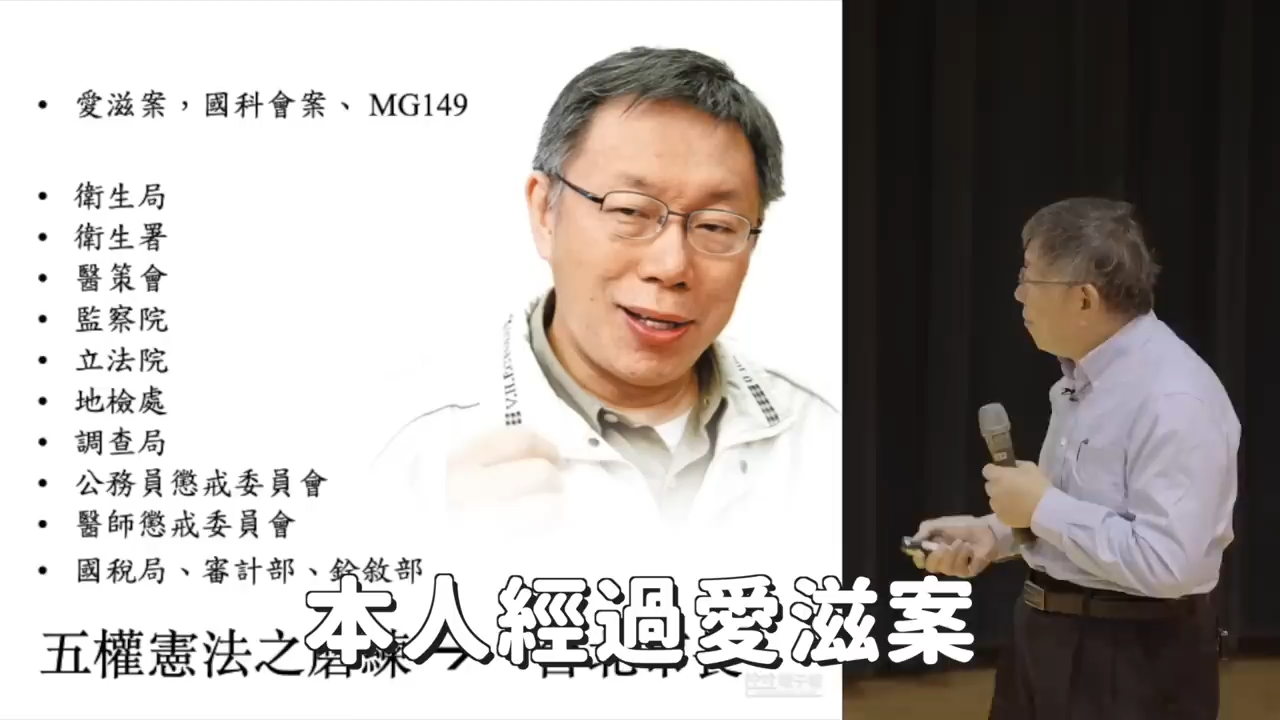 • 愛滋案，國科會案、 MG149
• 衛生局
• 衛生署
• 醫策會
• 監察院
• 立法院
• 地檢處
• 調查局
• 公務員懲戒委員會
• 醫師懲戒委員會
• 國稅局、審計部、銓敘部
本人經過愛滋案
五權憲法之磨練